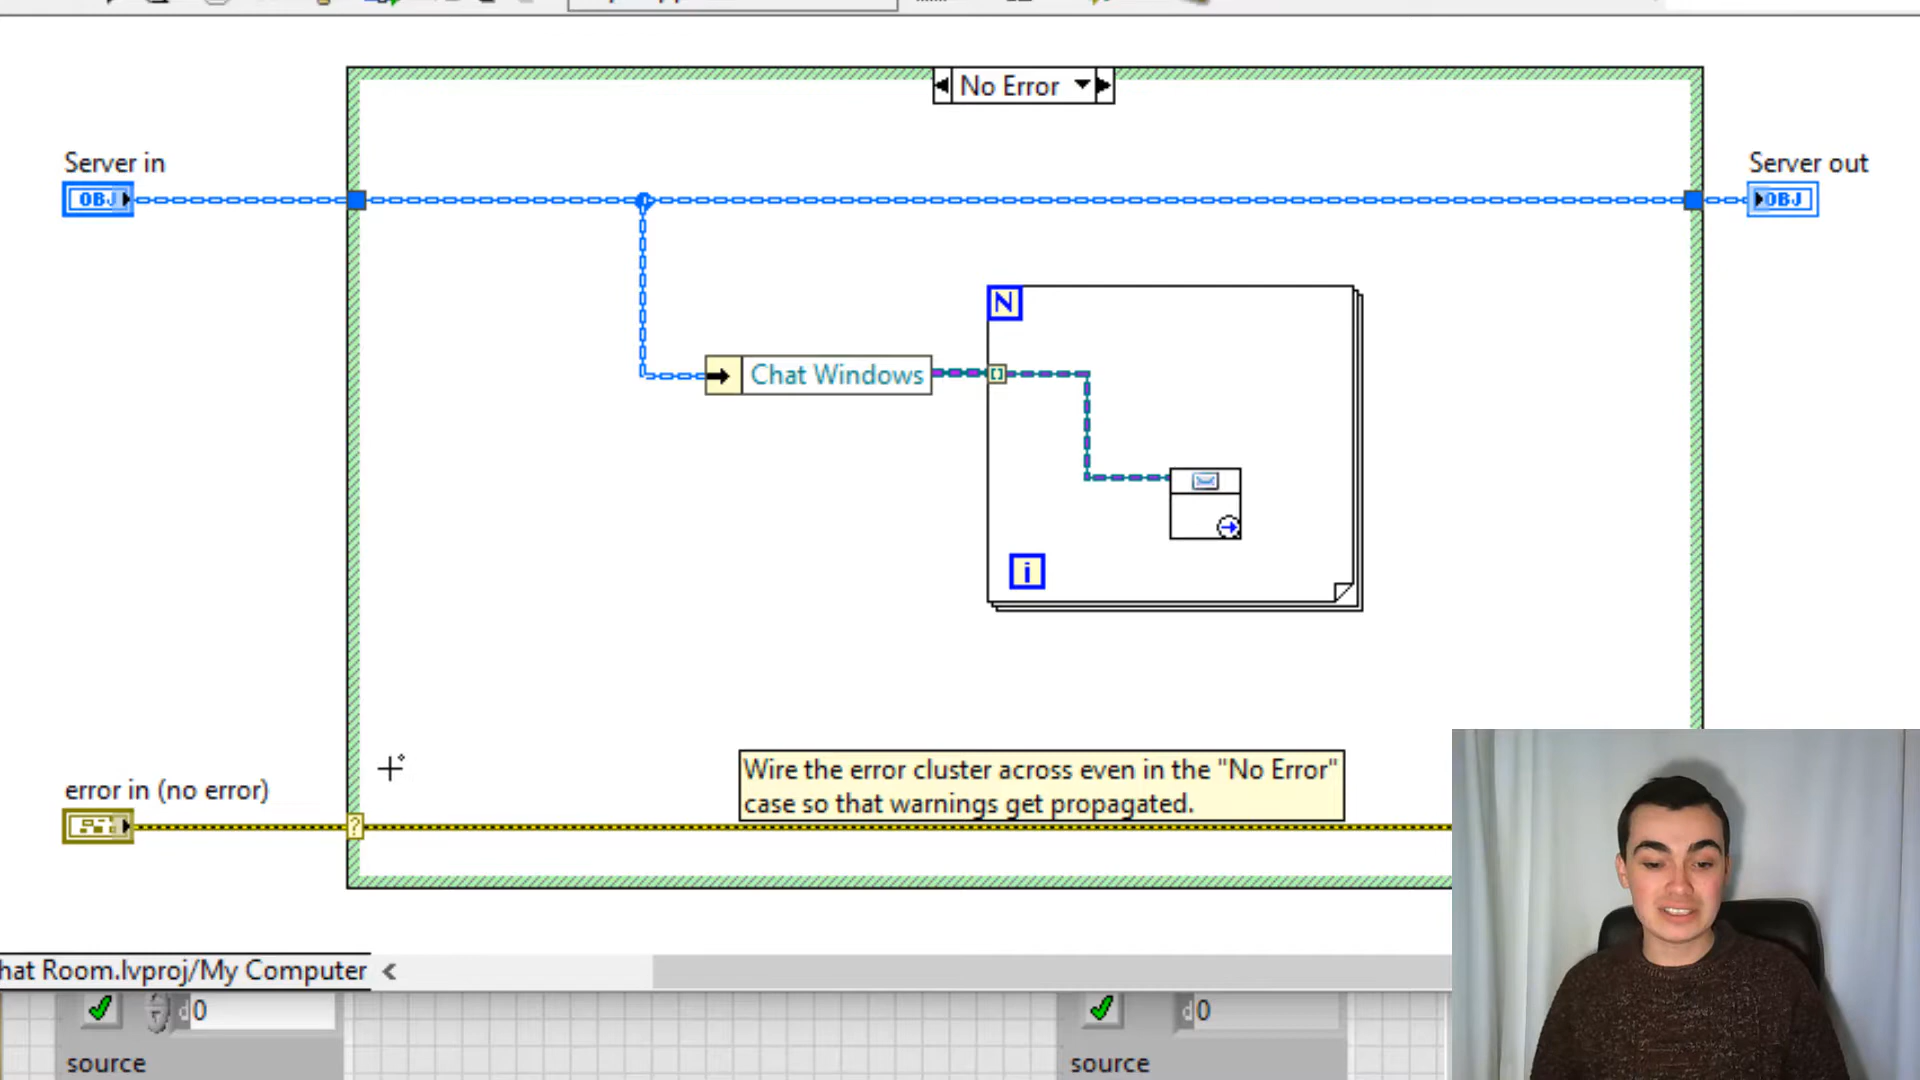 No Error
Server in
Server out
OBJ
OBJ
N
Chat Windows
i
Wire the error cluster across even in the "No Error"
case so that warnings get propagated.
error in (no error)
?
hat Room.lvproj/My Computer
d 0
d 0
source
source